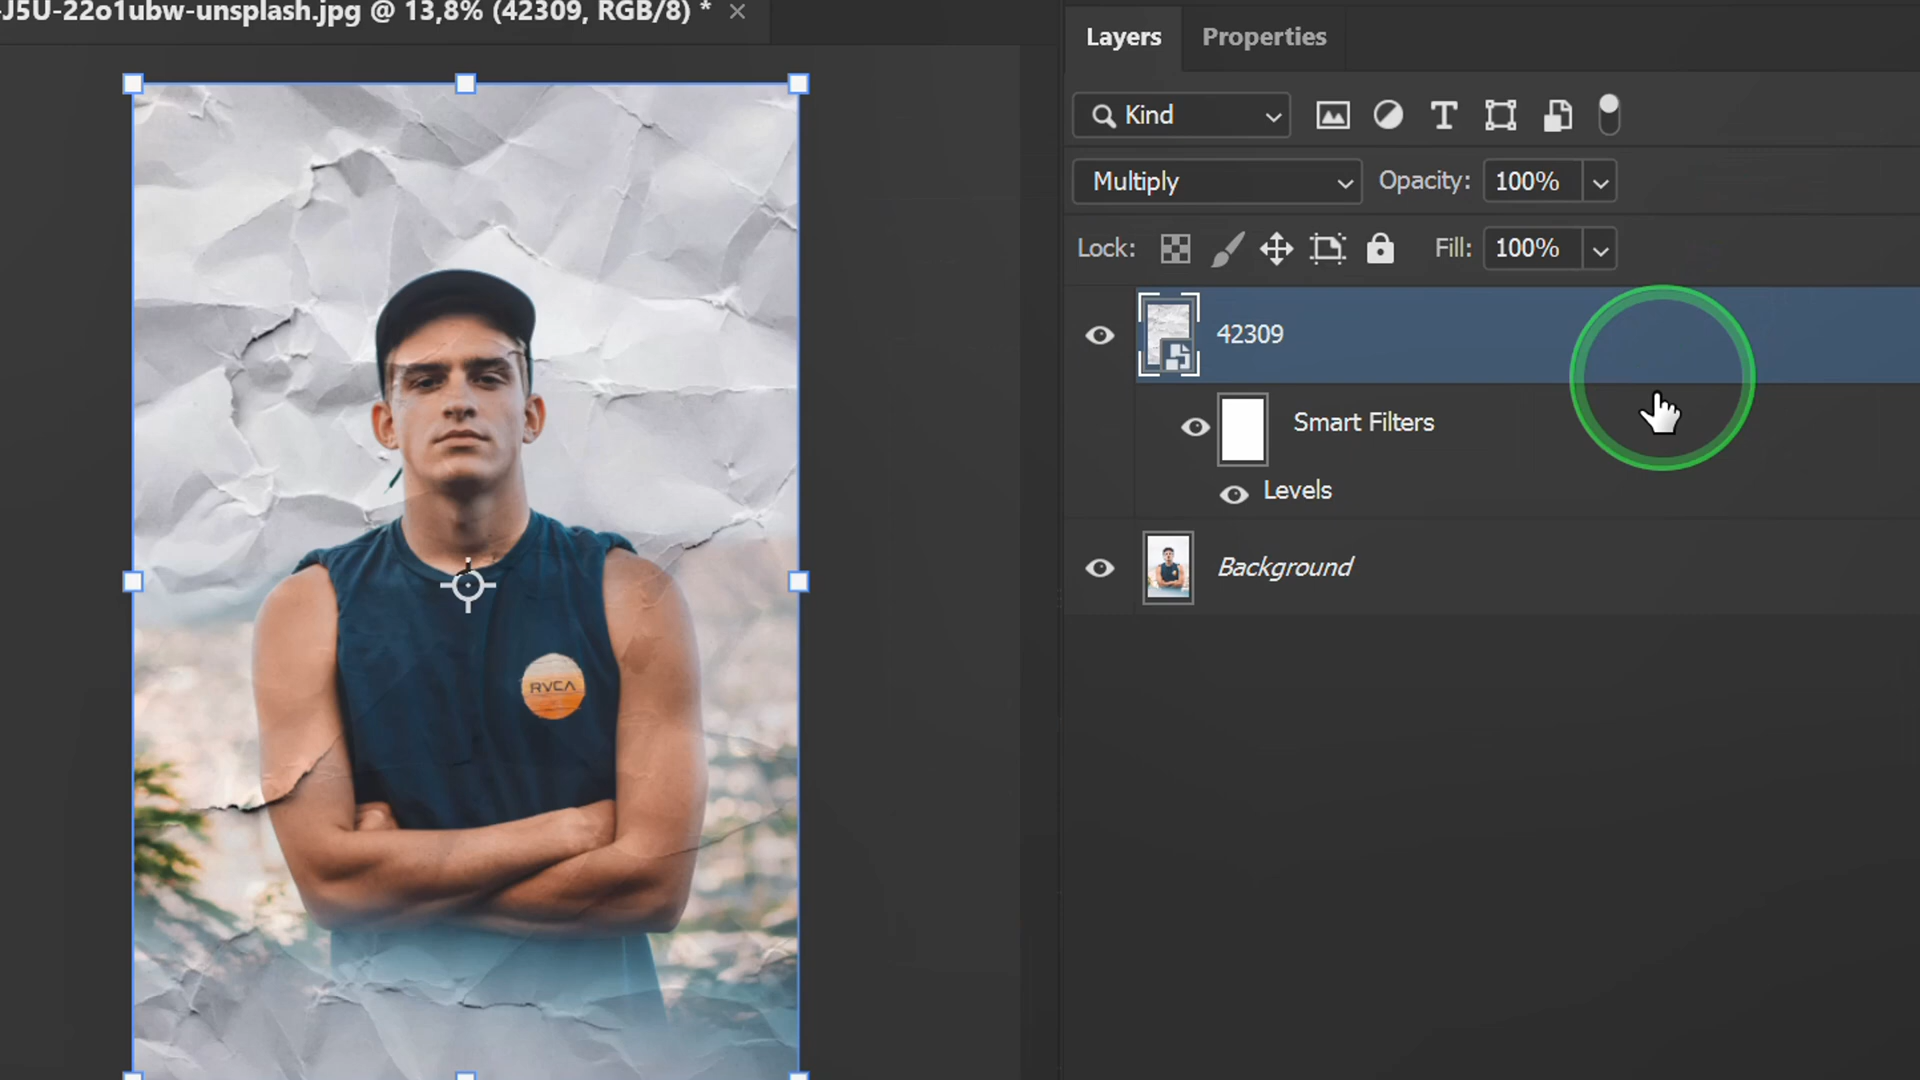 -J5U-22o1ubw-unsplash.jpg @ 13,8% (42309, RGB/8) *
Layers
Properties
Kind
Multiply
Opacity: 100%
Lock:
Fill: 100%
42309
Smart Filters
Levels
Background
RVCA